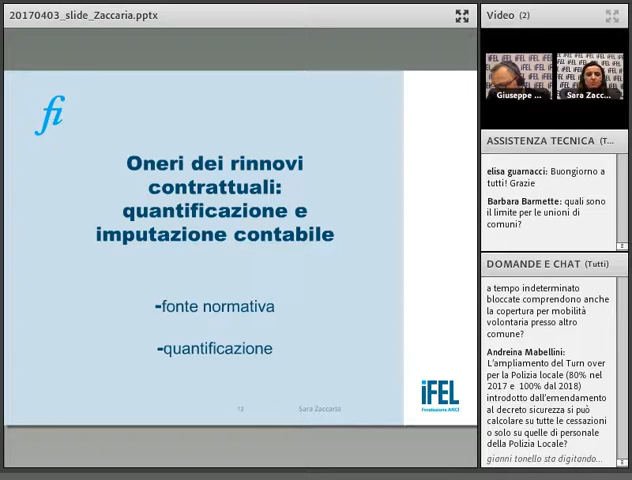 20170403_slide_Zaccaria.pptx
fi
Oneri dei rinnovi
contrattuali:
quantificazione e
imputazione contabile
-fonte normativa
-quantificazione
12
Sara Zaccaria
iFEL
Fondazione ANCI
Video (2)
Giuseppe ...
Sara Zacc...
ASSISTENZA TECNICA (T...
elisa guarnacci: Buongiorno a
tutti! Grazie
Barbara Barmette: quali sono
il limite per le unioni di
comuni?
DOMANDE E CHAT (Tutti)
a tempo indeterminato
bloccate comprendono anche
la copertura per mobilità
volontaria presso altro
comune?
Andreina Mabellini:
L'ampliamento del Turn over
per la Polizia locale (80% nel
2017 e 100% dal 2018)
introdotto dall'emendamento
al decreto sicurezza si può
calcolare su tutte le cessazioni
o solo su quelle di personale
della Polizia Locale?
gianni tonello sta digitando...